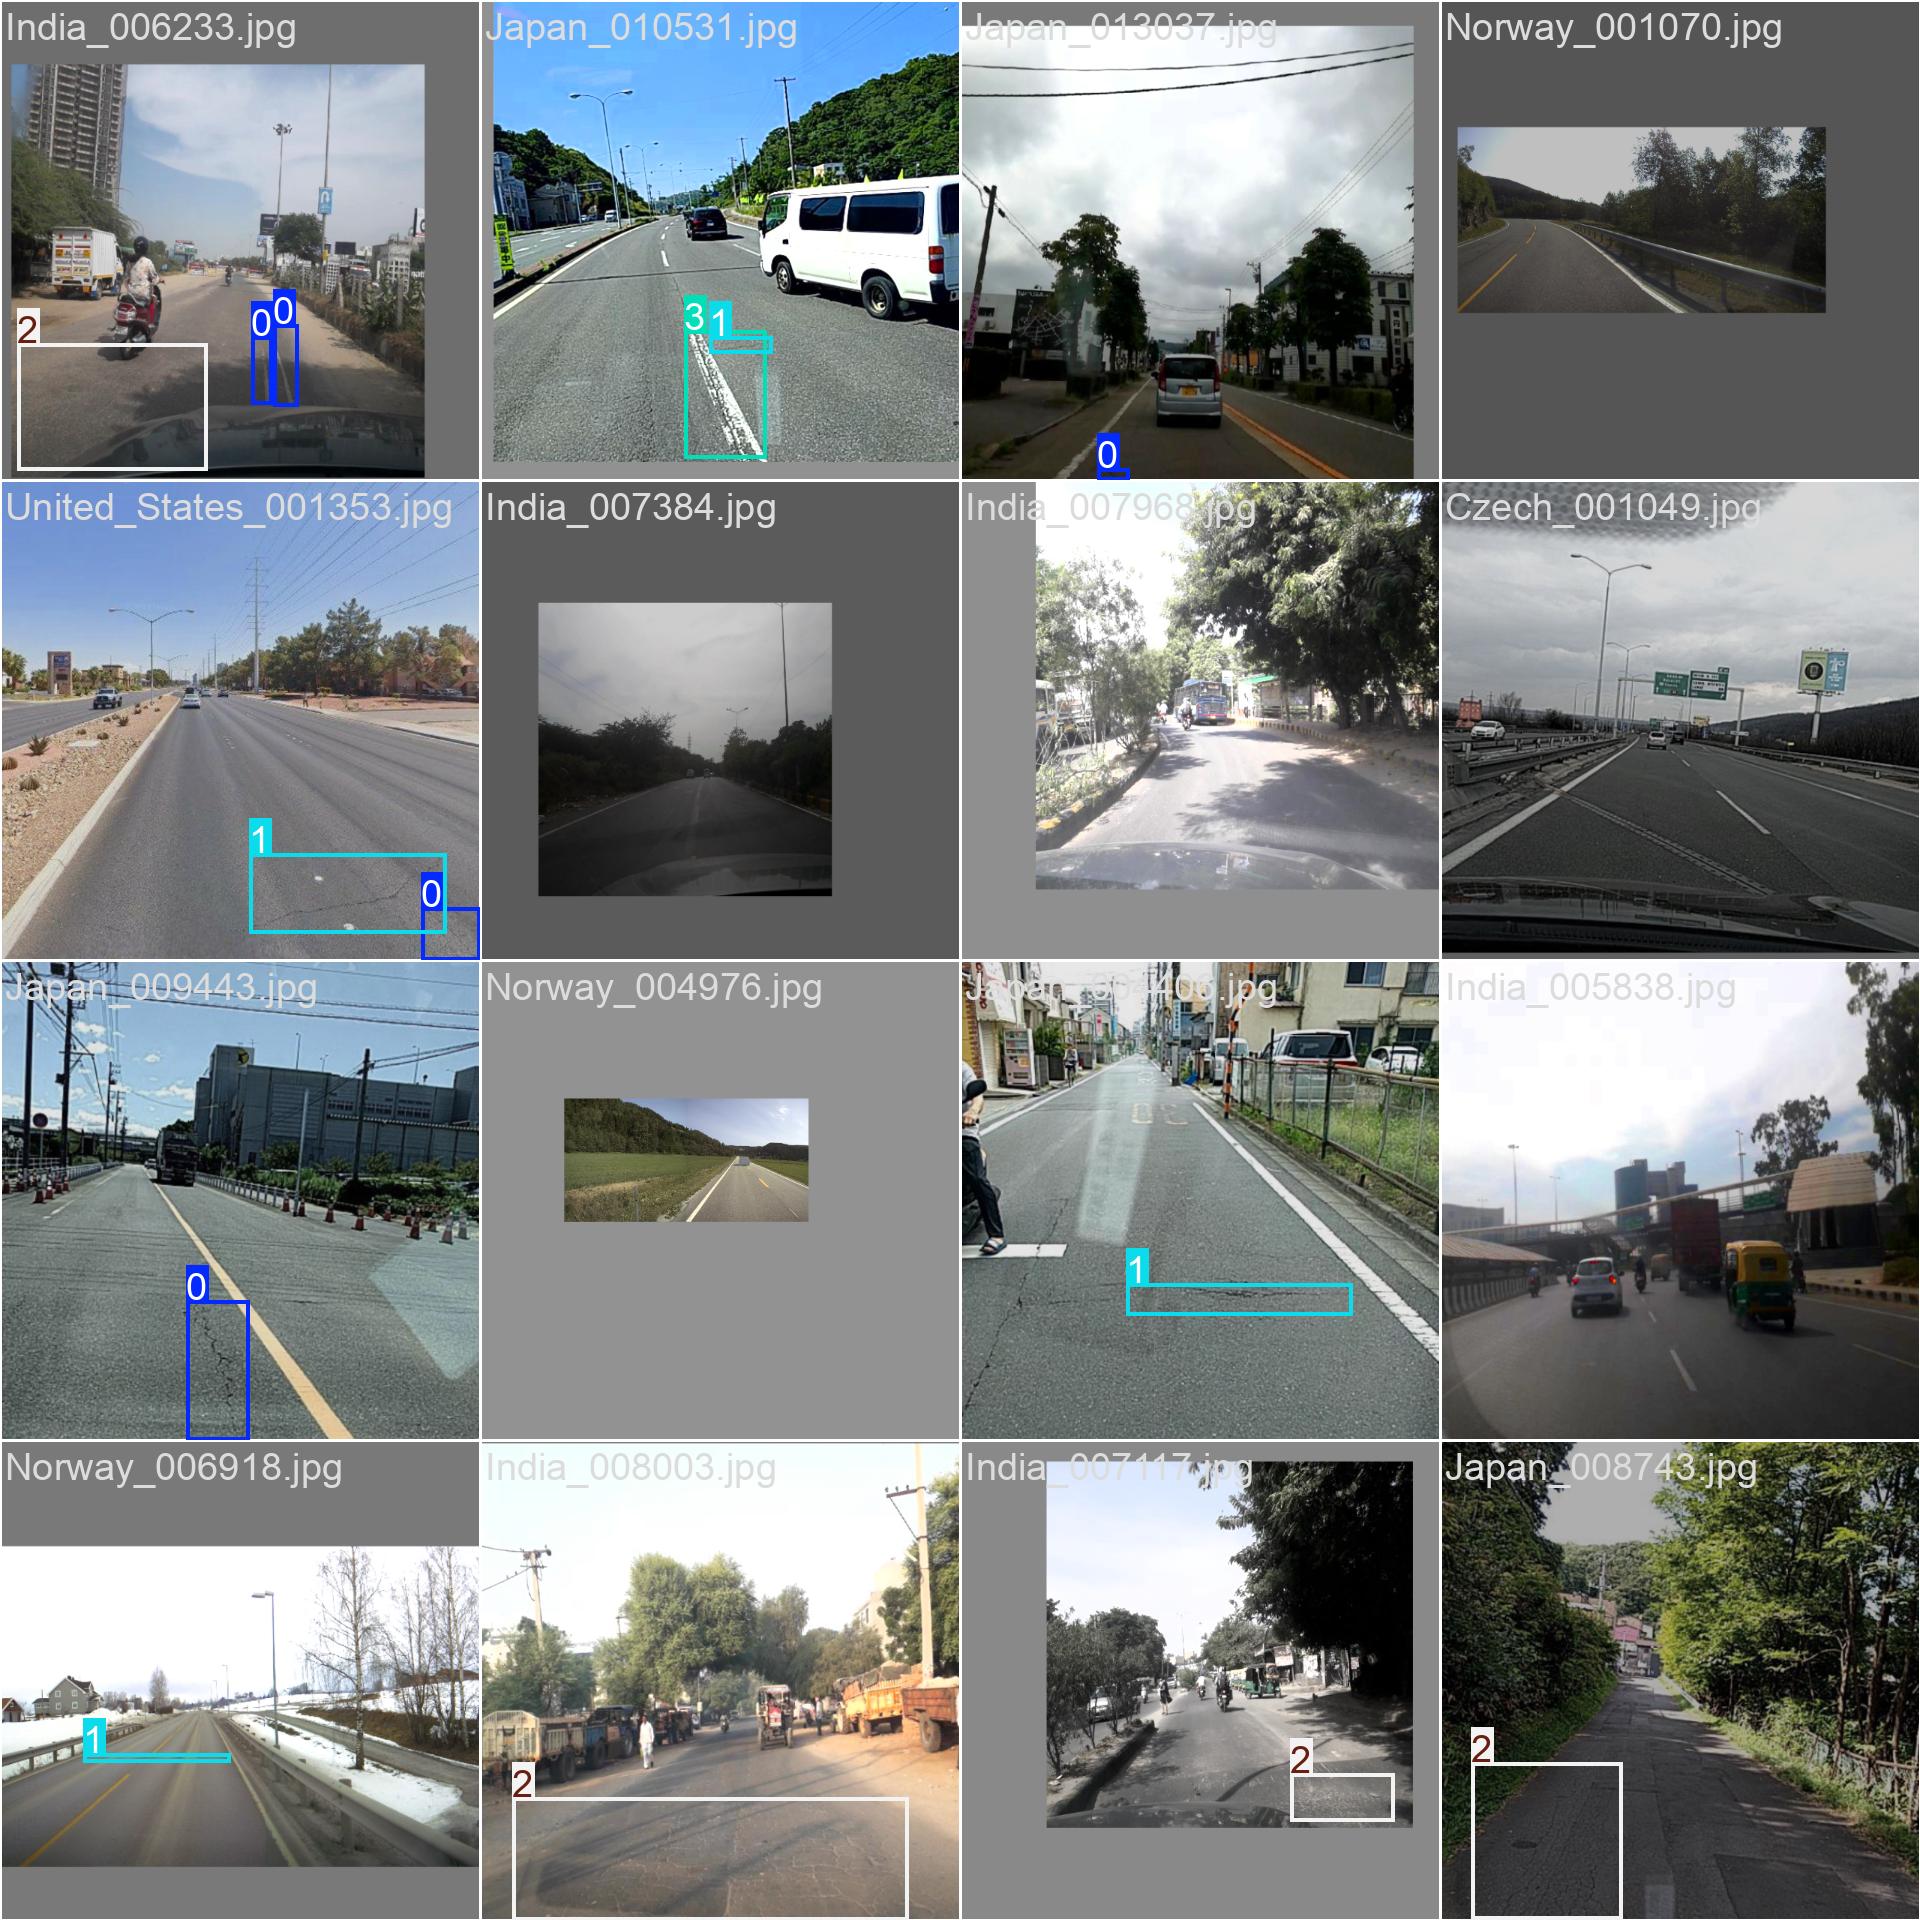 India_006233.jpg
Japan_010531.jpg
Japan_013037.jpg
Norway_001070.jpg
2
0
0
3
1
0
United_States_001353.jpg
India_007384.jpg
India_007968.jpg
Czech_001049.jpg
1
0
Japan_009443.jpg
Norway_004976.jpg
India_005838.jpg
0
1
Norway_006918.jpg
India_008003.jpg
India_007117.jpg
Japan_008743.jpg
1
2
2
2